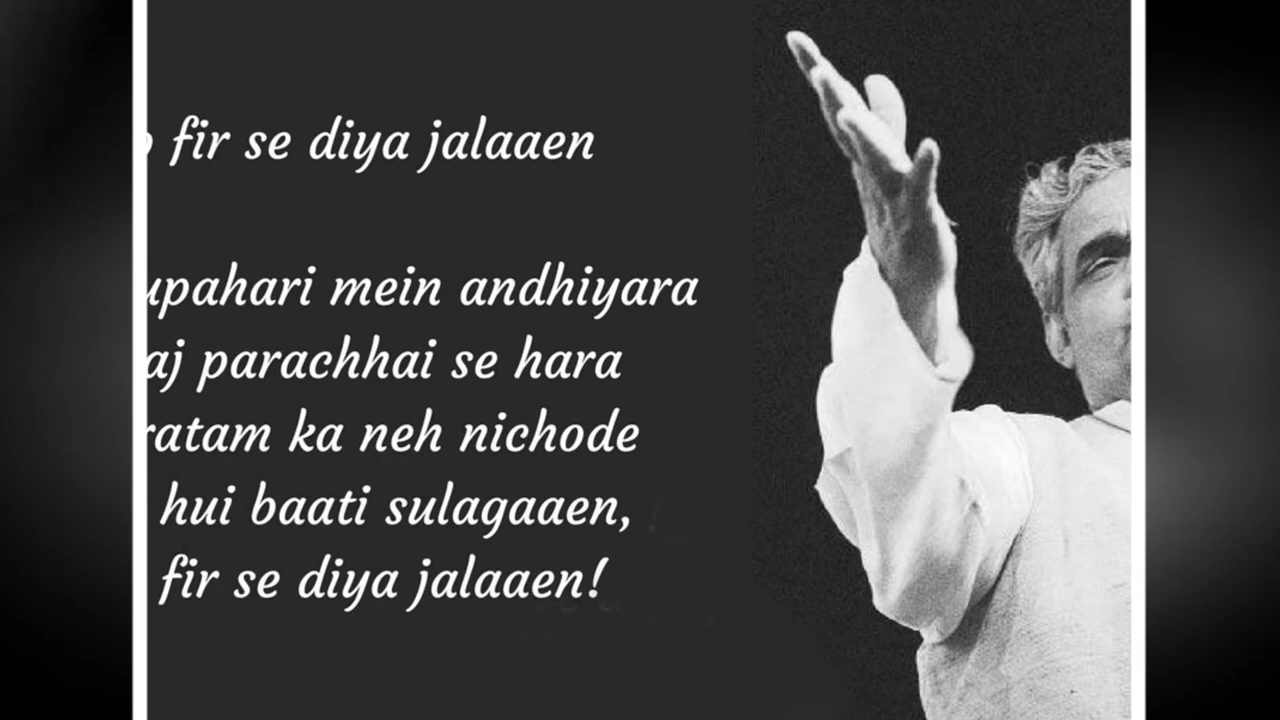 fir se diya jalaaen
mein andhiyara
parachhai se hara
ka neh nichode
hui baati sulagaaen,
fir se diya jalaaen!